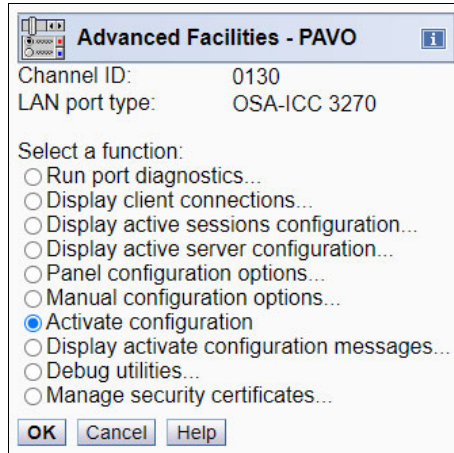 Advanced Facilities - PAVO
i
Channel ID: 0130
LAN port type: OSA-ICC 3270
Select a function:
Run port diagnostics...
Display client connections...
Display active sessions configuration...
Display active server configuration...
Panel configuration options...
Manual configuration options...
Activate configuration
Display activate configuration messages...
Debug utilities...
Manage security certificates...
OK Cancel Help